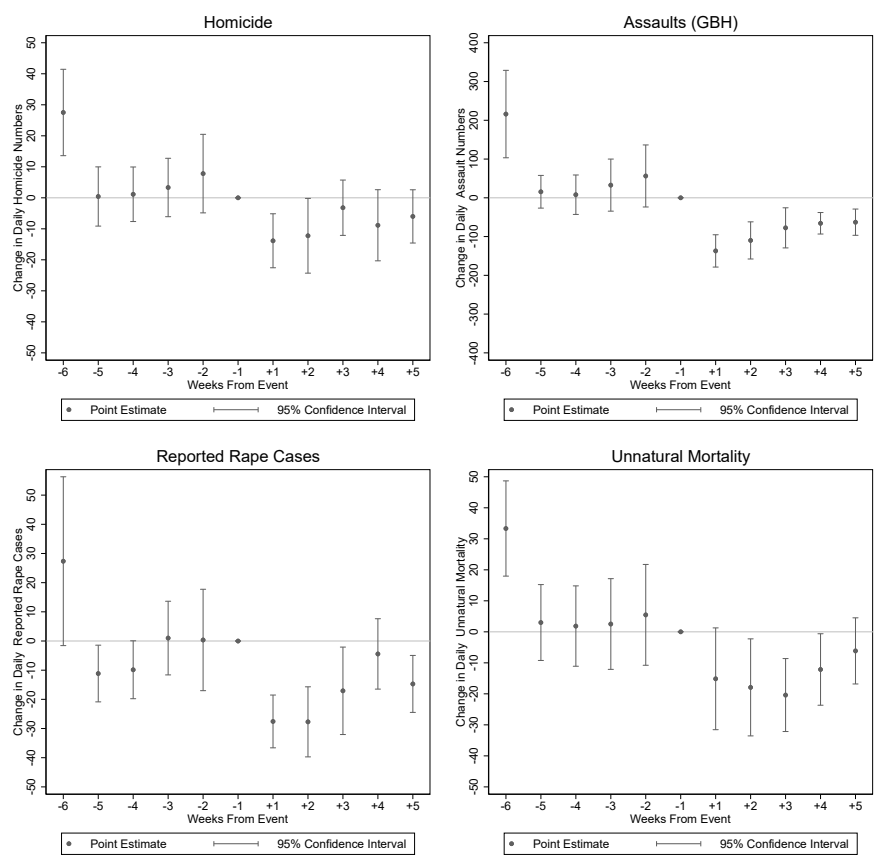 Homicide
Change in Daily Homicide Numbers
50
40
30
20
10
0
-10
-20
-30
-40
-50
-6 -5 -4 -3 -2 -1 +1 +2 +3 +4 +5
Weeks From Event
Point Estimate 95% Confidence Interval
Assaults (GBH)
Change in Daily Assault Numbers
400
300
200
100
0
-100
-200
-300
-400
-6 -5 -4 -3 -2 -1 +1 +2 +3 +4 +5
Weeks From Event
Point Estimate 95% Confidence Interval
Reported Rape Cases
Change in Daily Reported Rape Cases
50
40
30
20
10
0
-10
-20
-30
-40
-50
-6 -5 -4 -3 -2 -1 +1 +2 +3 +4 +5
Weeks From Event
Point Estimate 95% Confidence Interval
Unnatural Mortality
Change in Daily Unnatural Mortality
50
40
30
20
10
0
-10
-20
-30
-40
-50
-6 -5 -4 -3 -2 -1 +1 +2 +3 +4 +5
Weeks From Event
Point Estimate 95% Confidence Interval